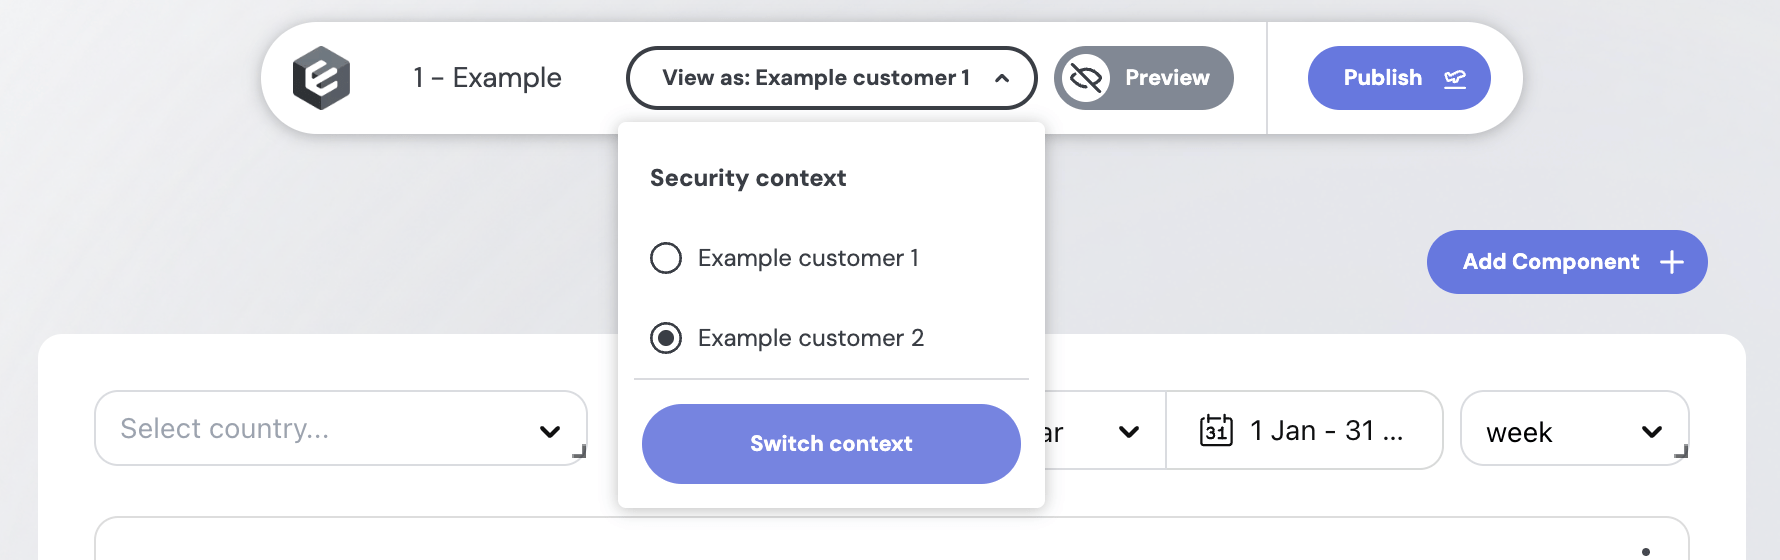 1 - Example
View as: Example customer 1
Preview
Publish
Security context
Example customer 1
Example customer 2
Switch context
Add Component
Select country...
31
1 Jan - 31 ...
week